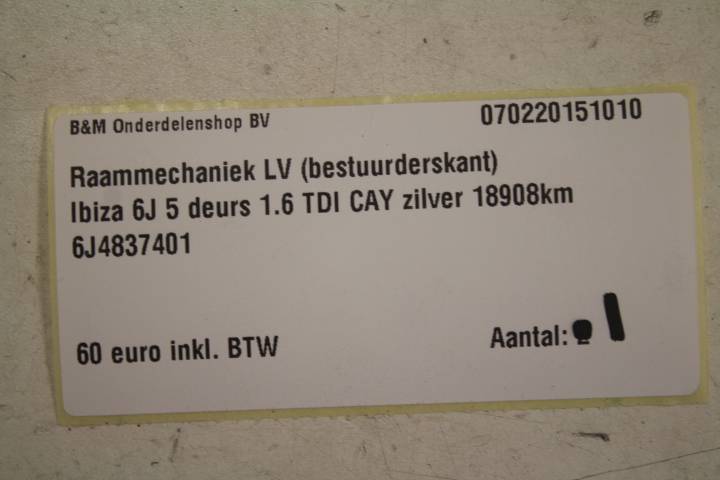 B&M Onderdelenshop BV 070220151010
Raammechaniek LV (bestuurderskant)
Ibiza 6J 5 deurs 1.6 TDI CAY zilver 18908km
6J4837401
60 euro inkl. BTW Aantal: 1